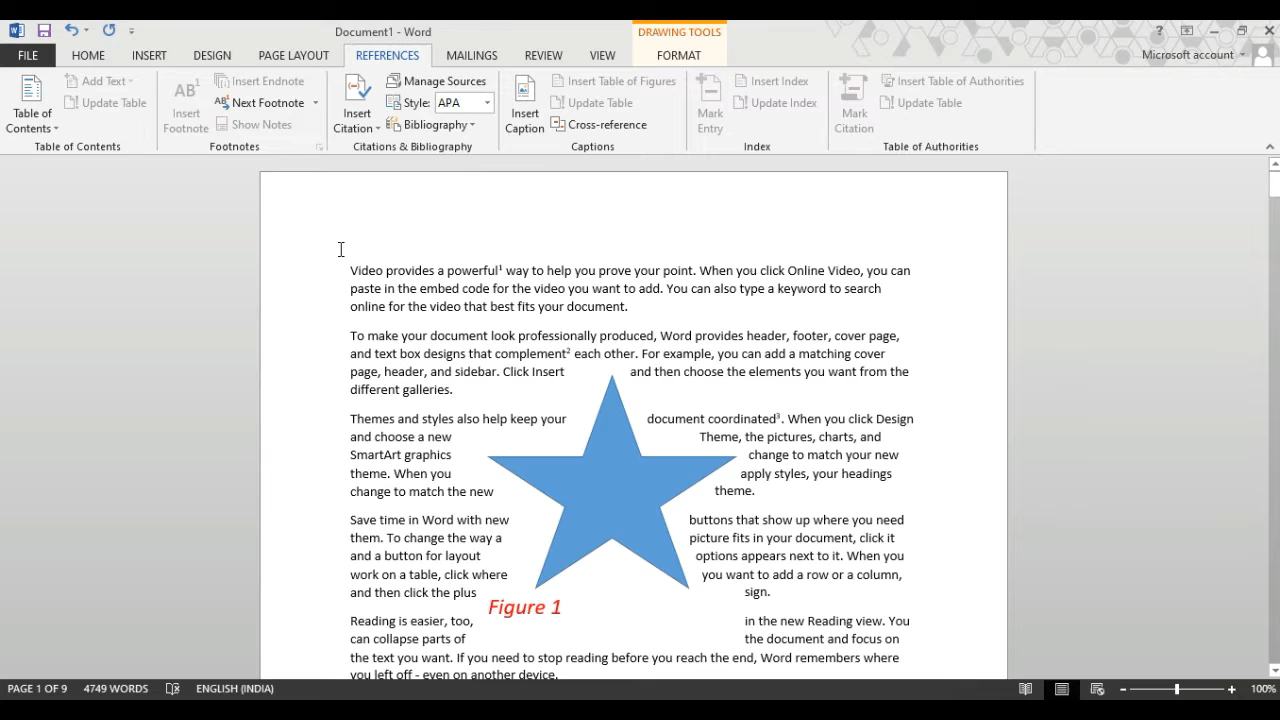 Document1 - Word
DRAWING TOOLS
?
FILE HOME INSERT DESIGN PAGE LAYOUT REFERENCES MAILINGS REVIEW VIEW FORMAT Microsoft account
Table of Contents
Add Text
Update Table
Table of Contents
AB1 Insert Footnote
Insert Endnote
Next Footnote
Show Notes
Footnotes
Insert Citation
Manage Sources
Style: APA
Bibliography
Citations & Bibliography
Insert Caption
Insert Table of Figures
Update Table
Cross-reference
Captions
Mark Entry
Insert Index
Update Index
Index
Mark Citation
Insert Table of Authorities
Update Table
Table of Authorities
Video provides a powerful¹ way to help you prove your point. When you click Online Video, you can
paste in the embed code for the video you want to add. You can also type a keyword to search
online for the video that best fits your document.
To make your document look professionally produced, Word provides header, footer, cover page,
and text box designs that complement² each other. For example, you can add a matching cover
page, header, and sidebar. Click Insert and then choose the elements you want from the
different galleries.
Themes and styles also help keep your document coordinated³. When you click Design
and choose a new Theme, the pictures, charts, and
SmartArt graphics change to match your new
theme. When you apply styles, your headings
change to match the new theme.
Save time in Word with new buttons that show up where you need
them. To change the way a picture fits in your document, click it
and a button for layout options appears next to it. When you
work on a table, click where you want to add a row or a column,
and then click the plus sign.
Figure 1
Reading is easier, too, in the new Reading view. You
can collapse parts of the document and focus on
the text you want. If you need to stop reading before you reach the end, Word remembers where
you left off - even on another device.
PAGE 1 OF 9 4749 WORDS ENGLISH (INDIA) 100%